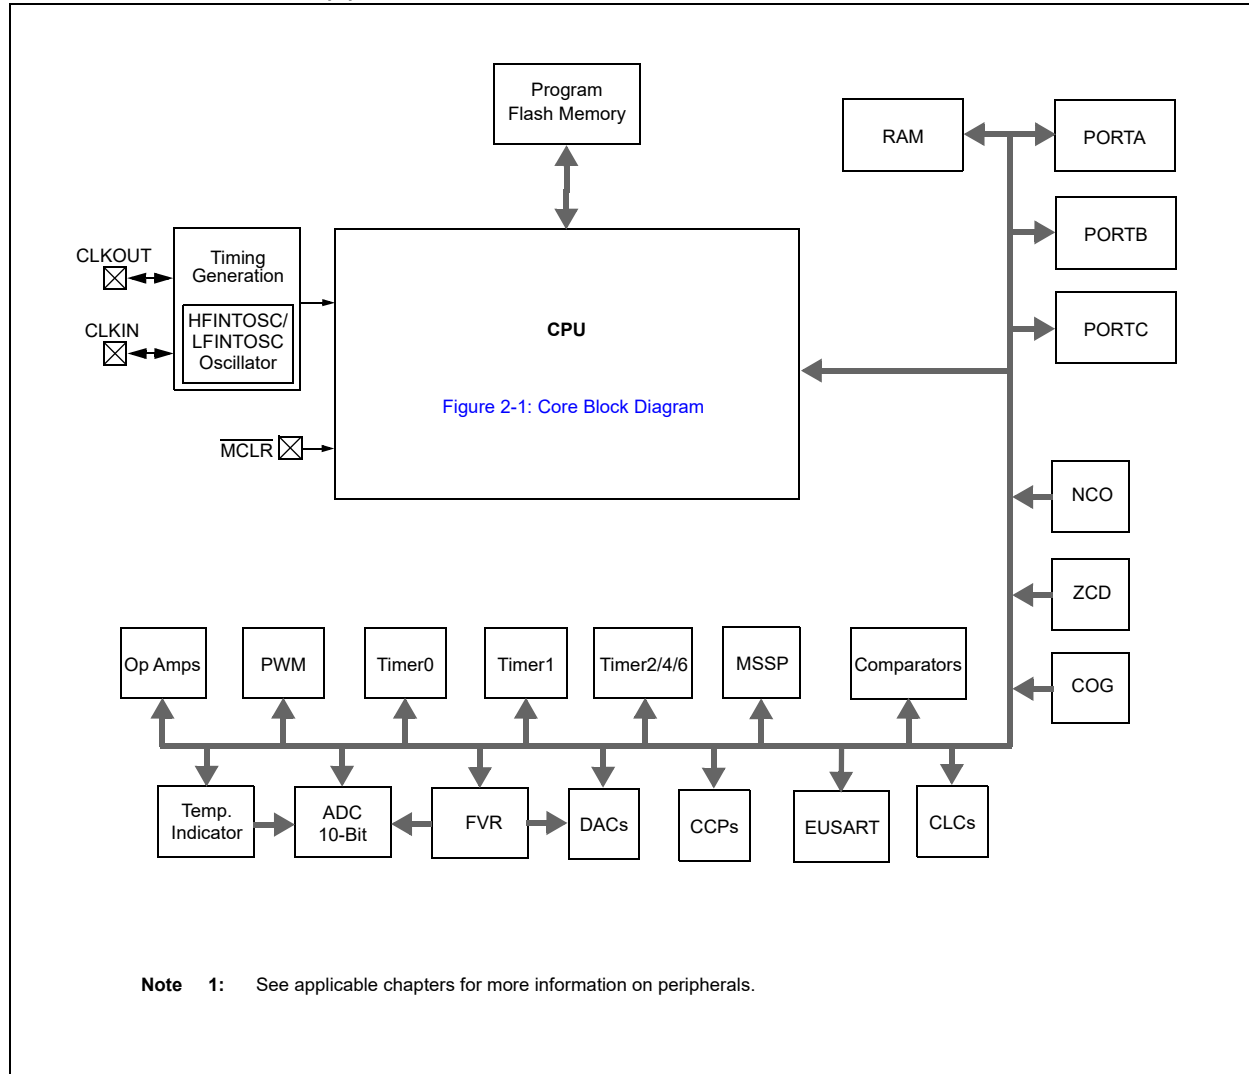 Program
Flash Memory
RAM
PORTA
PORTB
PORTC
CLKOUT
CLKIN
Timing
Generation
HFINTOSC/
LFINTOSC
Oscillator
MCLR
CPU
Figure 2-1: Core Block Diagram
NCO
ZCD
COG
Op Amps
PWM
Timer0
Timer1
Timer2/4/6
MSSP
Comparators
Temp.
Indicator
ADC
10-Bit
FVR
DACs
CCPs
EUSART
CLCs
Note 1: See applicable chapters for more information on peripherals.